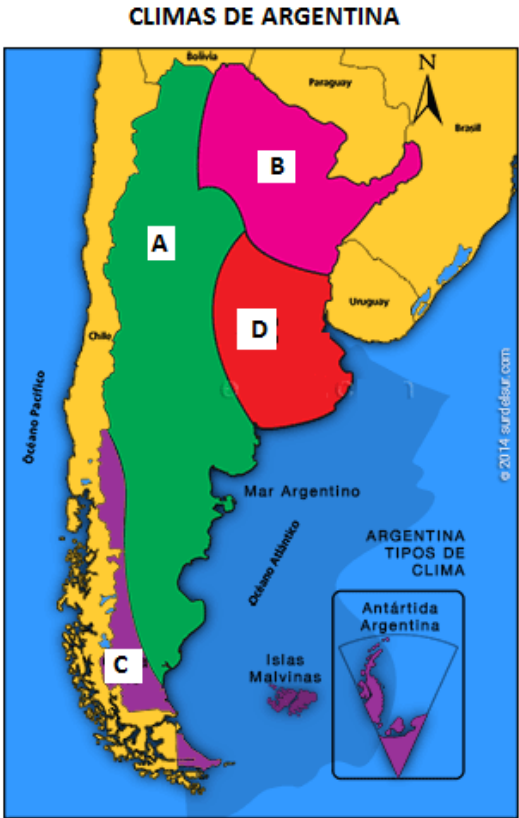 CLIMAS DE ARGENTINA
Bolivia
N
Paraguay
Brasil
B
A
D
Uruguay
Chile
Océano Pacífico
© 2014 surdelsur.com
Mar Argentino
Océano Atlántico
ARGENTINA
TIPOS DE
CLIMA
Antártida
Argentina
C
Islas
Malvinas